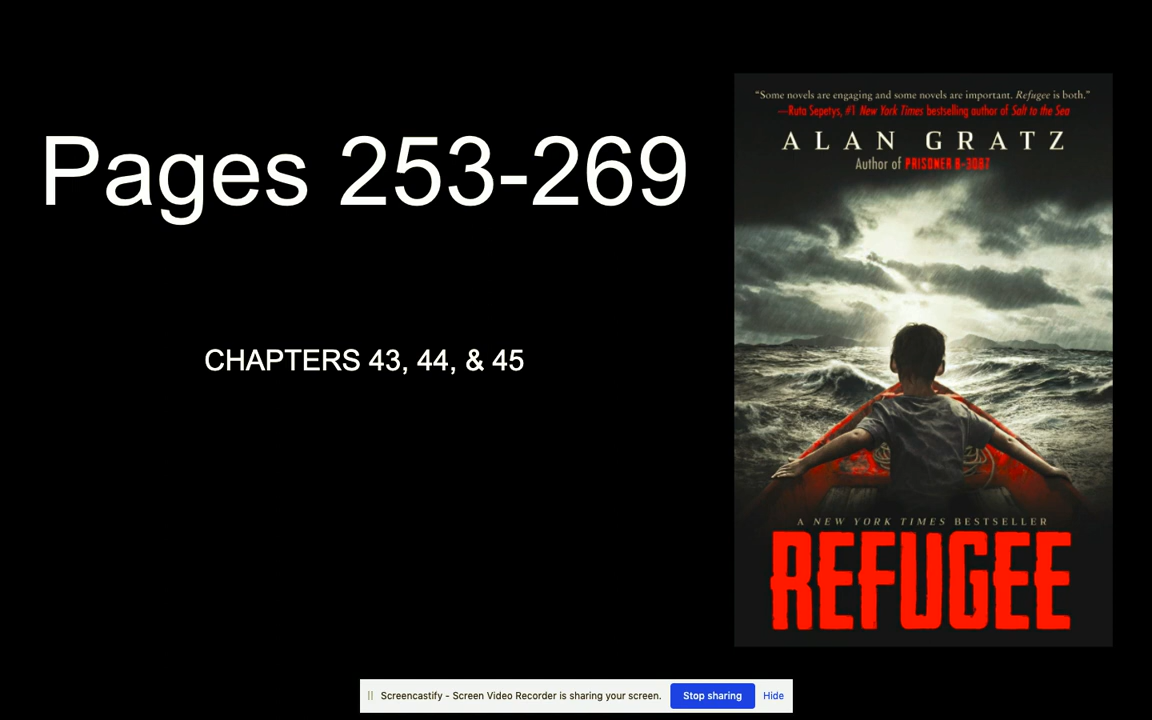 Pages 253-269
CHAPTERS 43, 44, & 45
“Some novels are engaging and some novels are important. Refugee is both.”
—Ruta Sepetys, #1 New York Times bestselling author of Salt to the Sea
ALAN GRATZ
Author of PRISONER B-3087
A NEW YORK TIMES BESTSELLER
REFUGEE
Screencastify - Screen Video Recorder is sharing your screen. Stop sharing Hide